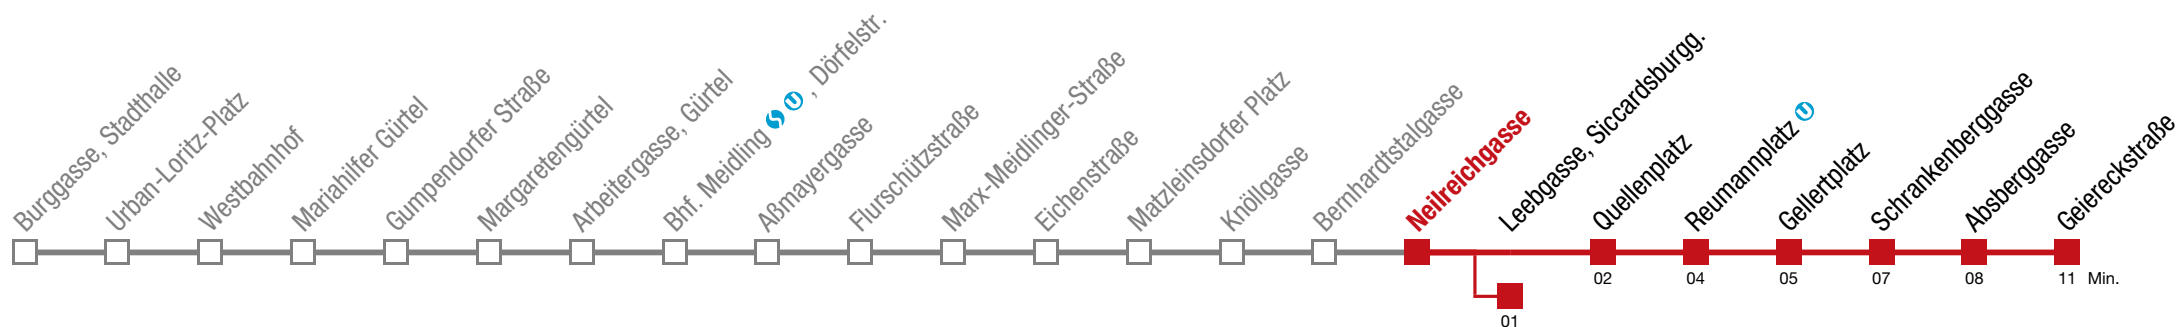 Burggasse, Stadthalle
Urban-Loritz-Platz
Westbahnhof
Mariahilfer Gürtel
Gumpendorfer Straße
Margaretengürtel
Arbeitergasse, Gürtel
Bhf. Meidling S U , Dörfelstr.
Aßmayergasse
Flurschützstraße
Marx-Meidlinger-Straße
Eichenstraße
Matzleinsdorfer Platz
Knöllgasse
Bernhardtstalgasse
Neilreichgasse
Leebgasse, Siccardsburgg.
Quellenplatz
Reumannplatz U
Gellertplatz
Schrankenberggasse
Absberggasse
Geiereckstraße
02 04 05 07 08 11 Min.
01